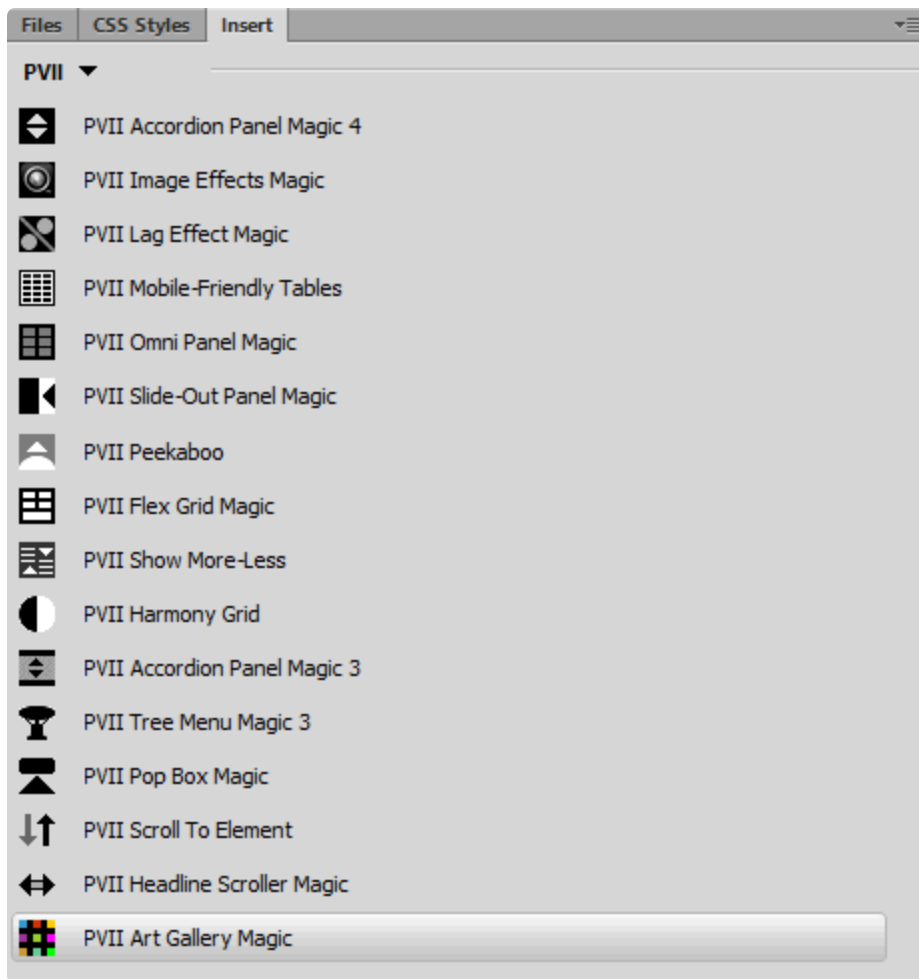 Files CSS Styles Insert
PVII
PVII Accordion Panel Magic 4
PVII Image Effects Magic
PVII Lag Effect Magic
PVII Mobile-Friendly Tables
PVII Omni Panel Magic
PVII Slide-Out Panel Magic
PVII Peekaboo
PVII Flex Grid Magic
PVII Show More-Less
PVII Harmony Grid
PVII Accordion Panel Magic 3
PVII Tree Menu Magic 3
PVII Pop Box Magic
PVII Scroll To Element
PVII Headline Scroller Magic
PVII Art Gallery Magic